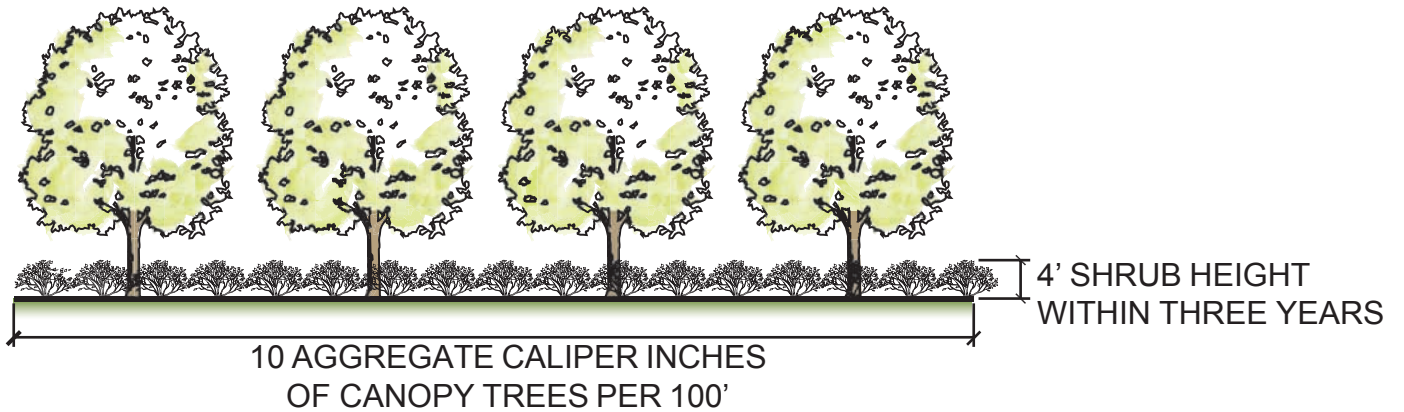 4’ SHRUB HEIGHT
WITHIN THREE YEARS
10 AGGREGATE CALIPER INCHES
OF CANOPY TREES PER 100’